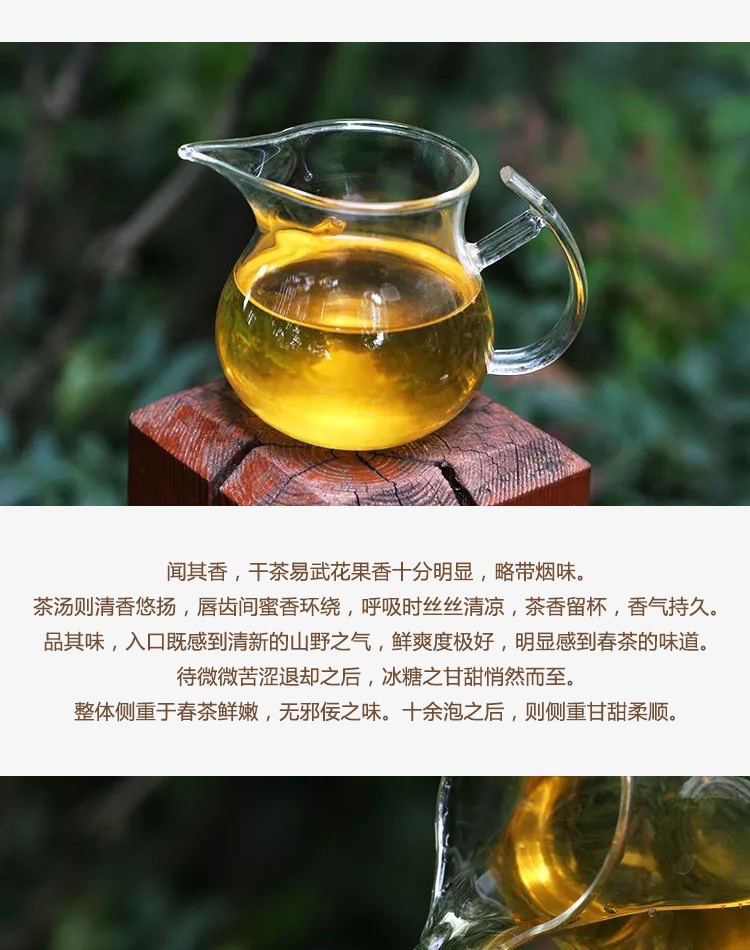 闻其香，干茶易武花果香十分明显，略带烟味。
茶汤则清香悠扬，唇齿间蜜香环绕，呼吸时丝丝清凉，茶香留杯，香气持久。
品其味，入口既感到清新的山野之气，鲜爽度极好，明显感到春茶的味道。
待微微苦涩退却之后，冰糖之甘甜悄然而至。
整体侧重于春茶鲜嫩，无邪佞之味。十余泡之后，则侧重甘甜柔顺。